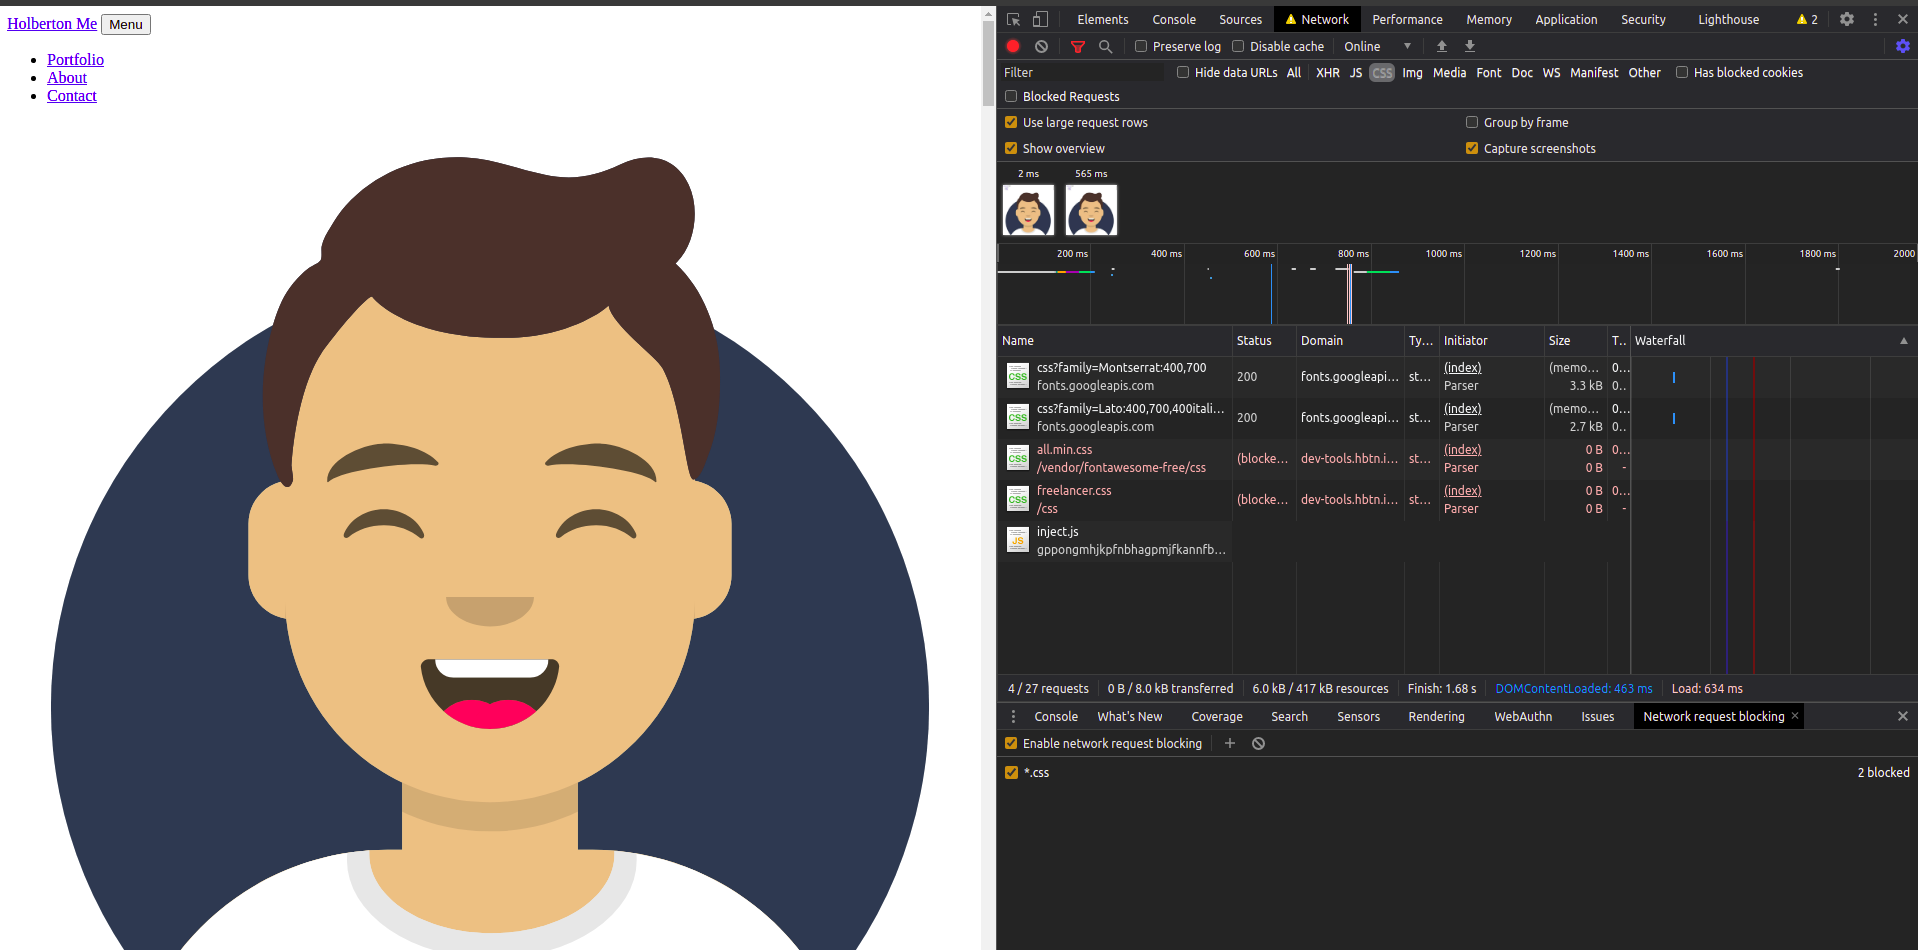 Holberton Me Menu
Portfolio
About
Contact
Elements Console Sources Network Performance Memory Application Security Lighthouse 2
Preserve log Disable cache Online
Filter Hide data URLs All XHR JS CSS Img Media Font Doc WS Manifest Other Has blocked cookies
Blocked Requests
Use large request rows Group by frame
Show overview Capture screenshots
2 ms 565 ms
200 ms 400 ms 600 ms 800 ms 1000 ms 1200 ms 1400 ms 1600 ms 1800 ms 2000
Name Status Domain Ty... Initiator Size T.. Waterfall
css?family=Montserrat:400,700 (index) (memo... 0...
CSS 200 fonts.googleapi... st...
fonts.googleapis.com Parser 3.3 kB 0..
css?family=Lato:400,700,400itali... (index) (memo... 0...
CSS 200 fonts.googleapi... st...
fonts.googleapis.com Parser 2.7 kB 0..
all.min.css (index) 0 B 0...
CSS (blocke... dev-tools.hbtn.i... st...
/vendor/fontawesome-free/css Parser 0 B -
freelancer.css (index) 0 B 0...
CSS (blocke... dev-tools.hbtn.i... st...
/css Parser 0 B -
inject.js
JS
gppongmhjkpfnbhagpmjfkannfb...
4 / 27 requests 0 B / 8.0 kB transferred 6.0 kB / 417 kB resources Finish: 1.68 s DOMContentLoaded: 463 ms Load: 634 ms
Console What's New Coverage Search Sensors Rendering WebAuthn Issues Network request blocking ×
Enable network request blocking
*.css 2 blocked